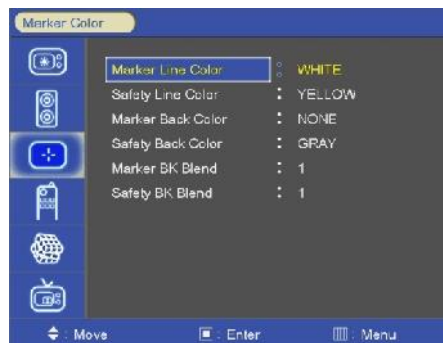 Marker Color
Marker Line Color : WHITE
Safety Line Color : YELLOW
Marker Back Color : NONE
Safety Back Color : GRAY
Marker BK Blend : 1
Safety BK Blend : 1
: Move : Enter : Menu